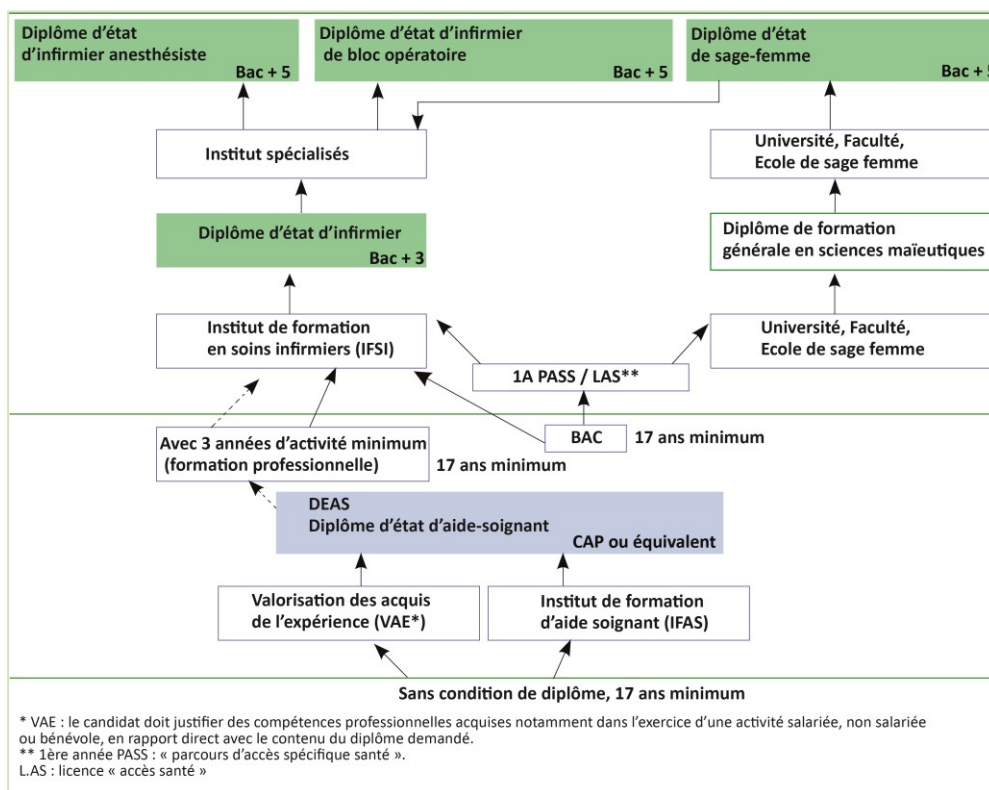 Diplôme d'état
d'infirmier anesthésiste
Bac + 5
Diplôme d'état d'infirmier
de bloc opératoire
Bac + 5
Diplôme d'état
de sage-femme
Bac + 5
Institut spécialisés
Université, Faculté,
Ecole de sage femme
Diplôme d'état d'infirmier
Bac + 3
Diplôme de formation
générale en sciences maïeutiques
Institut de formation
en soins infirmiers (IFSI)
Université, Faculté,
Ecole de sage femme
1A PASS / LAS**
Avec 3 années d'activité minimum
(formation professionnelle)
17 ans minimum
BAC
17 ans minimum
DEAS
Diplôme d'état d'aide-soignant
CAP ou équivalent
Valorisation des acquis
de l'expérience (VAE*)
Institut de formation
d'aide soignant (IFAS)
Sans condition de diplôme, 17 ans minimum
* VAE : le candidat doit justifier des compétences professionnelles acquises notamment dans l'exercice d'une activité salariée, non salariée
ou bénévole, en rapport direct avec le contenu du diplôme demandé.
** 1ère année PASS : « parcours d'accès spécifique santé ».
L.AS : licence « accès santé »